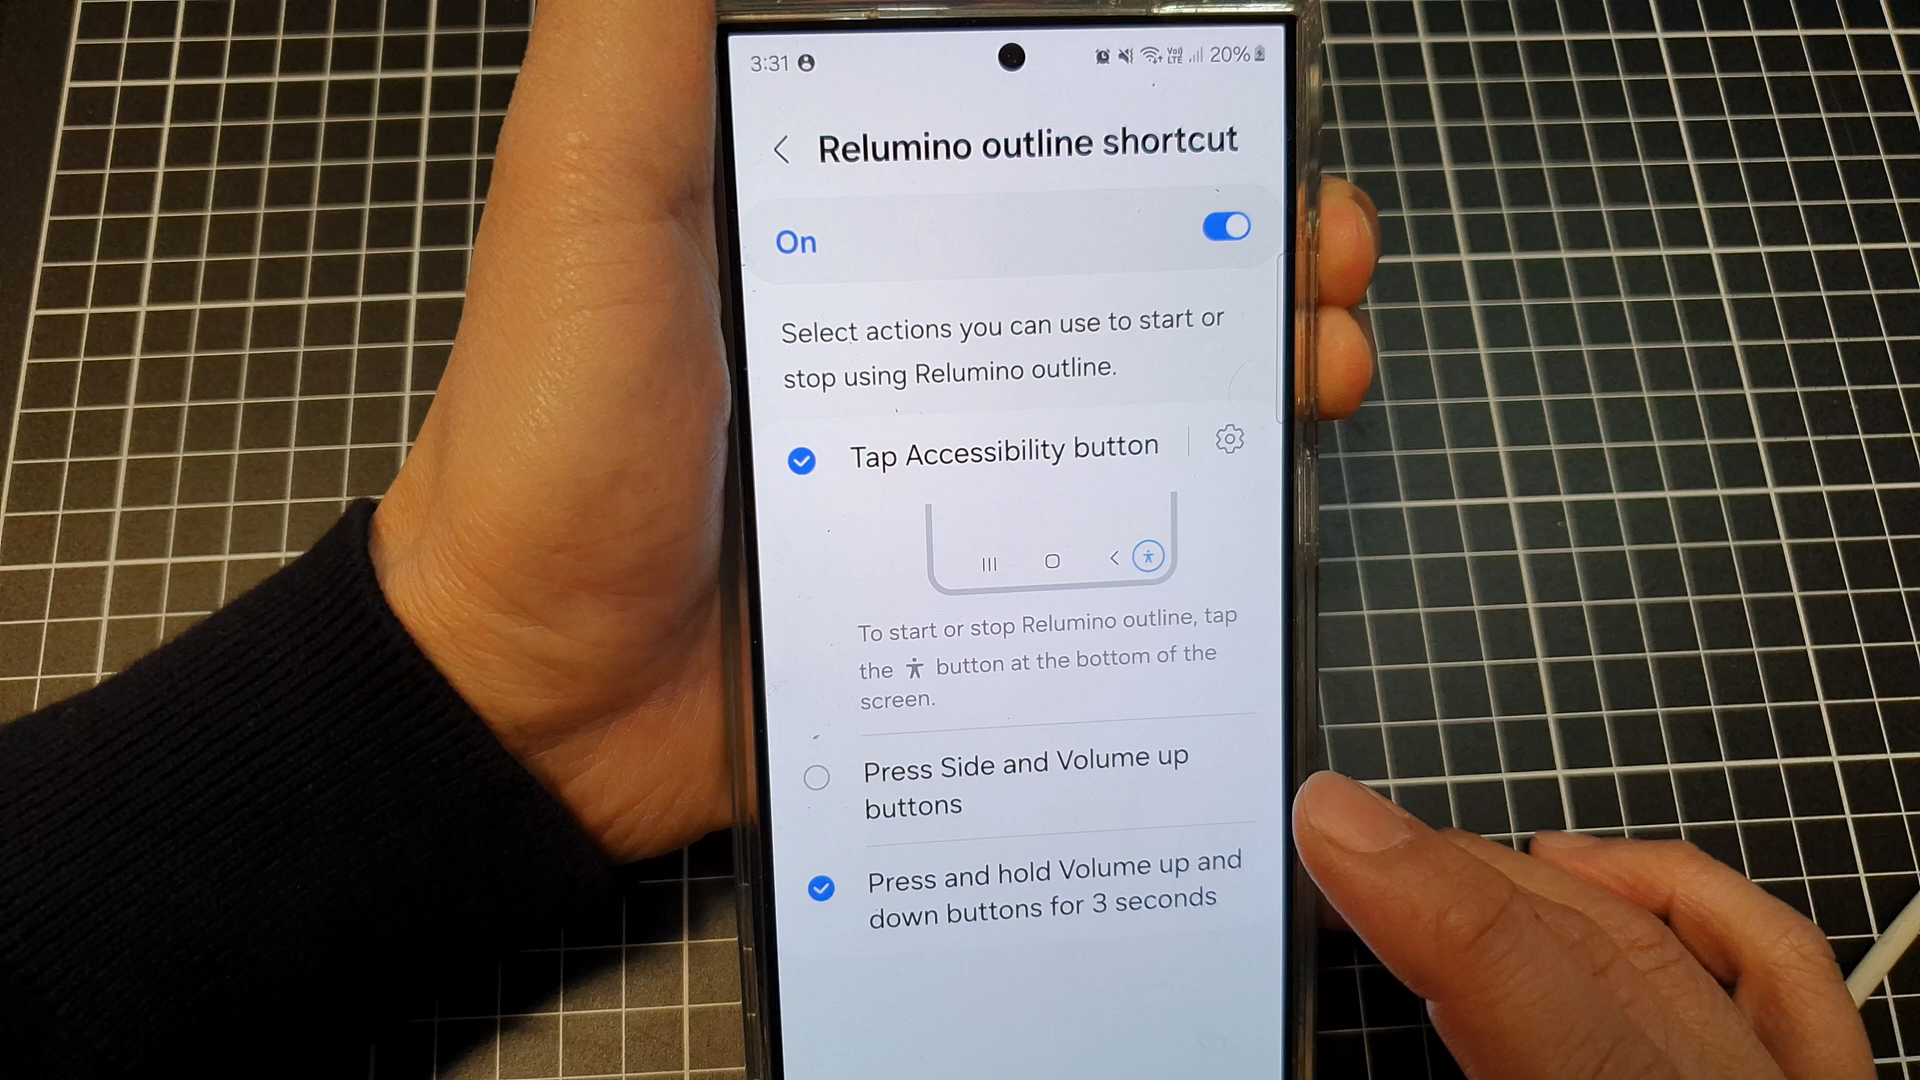 3:31 20%
Relumino outline shortcut
On
Select actions you can use to start or
stop using Relumino outline.
Tap Accessibility button
To start or stop Relumino outline, tap
the button at the bottom of the
screen.
Press Side and Volume up
buttons
Press and hold Volume up and
down buttons for 3 seconds